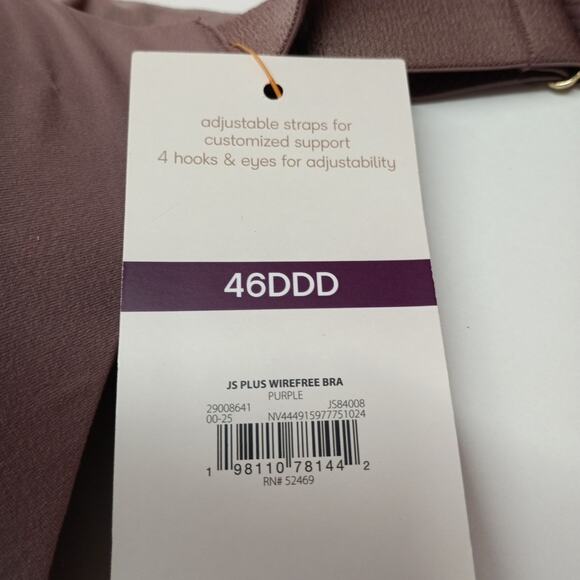 adjustable straps for
customized support
4 hooks & eyes for adjustability
46DDD
JS PLUS WIREFREE BRA
PURPLE
29008641 JS84008
00-25 NV444915977751024
1 98110 78144 2
RN# 52469